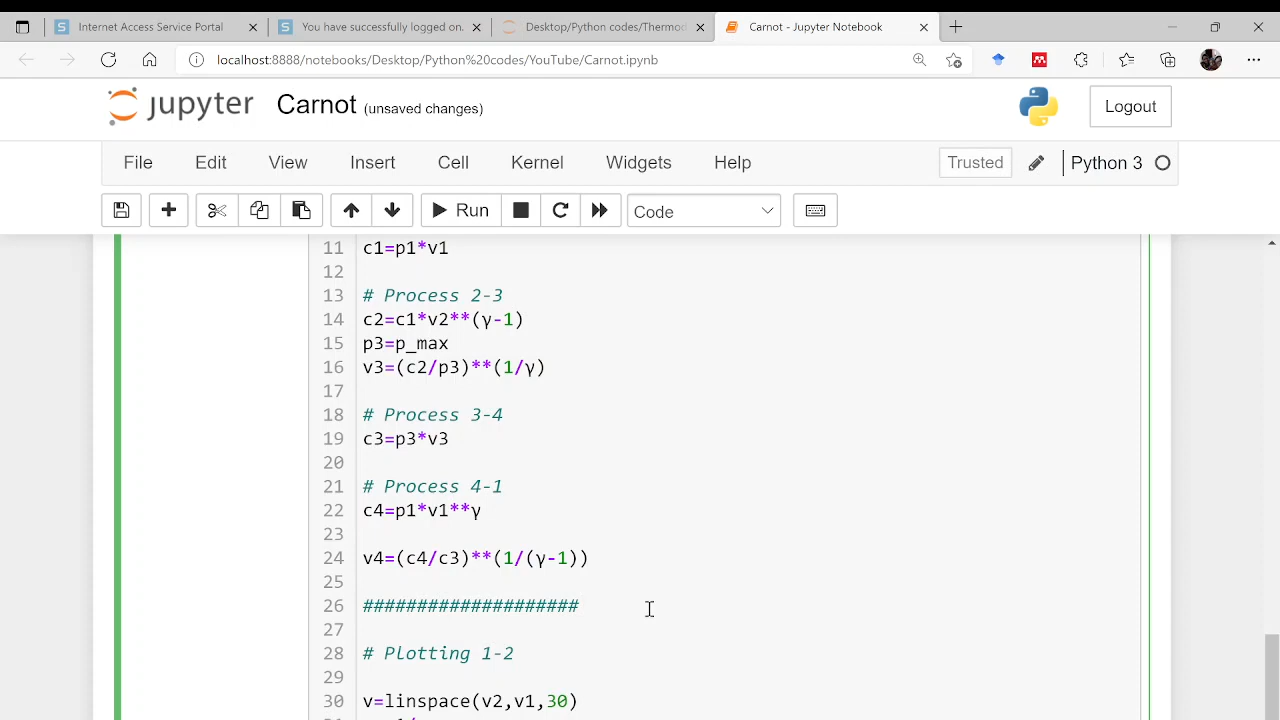 Internet Access Service Portal
You have successfully logged on.
Desktop/Python codes/Thermod
Carnot - Jupyter Notebook
localhost:8888/notebooks/Desktop/Python%20codes/YouTube/Carnot.ipynb
jupyter Carnot (unsaved changes)
Logout
File Edit View Insert Cell Kernel Widgets Help
Trusted
Python 3
Run
Code
11 c1=p1*v1
12
13 # Process 2-3
14 c2=c1*v2**(γ-1)
15 p3=p_max
16 v3=(c2/p3)**(1/γ)
17
18 # Process 3-4
19 c3=p3*v3
20
21 # Process 4-1
22 c4=p1*v1**γ
23
24 v4=(c4/c3)**(1/(γ-1))
25
26 ####################
27
28 # Plotting 1-2
29
30 v=linspace(v2,v1,30)